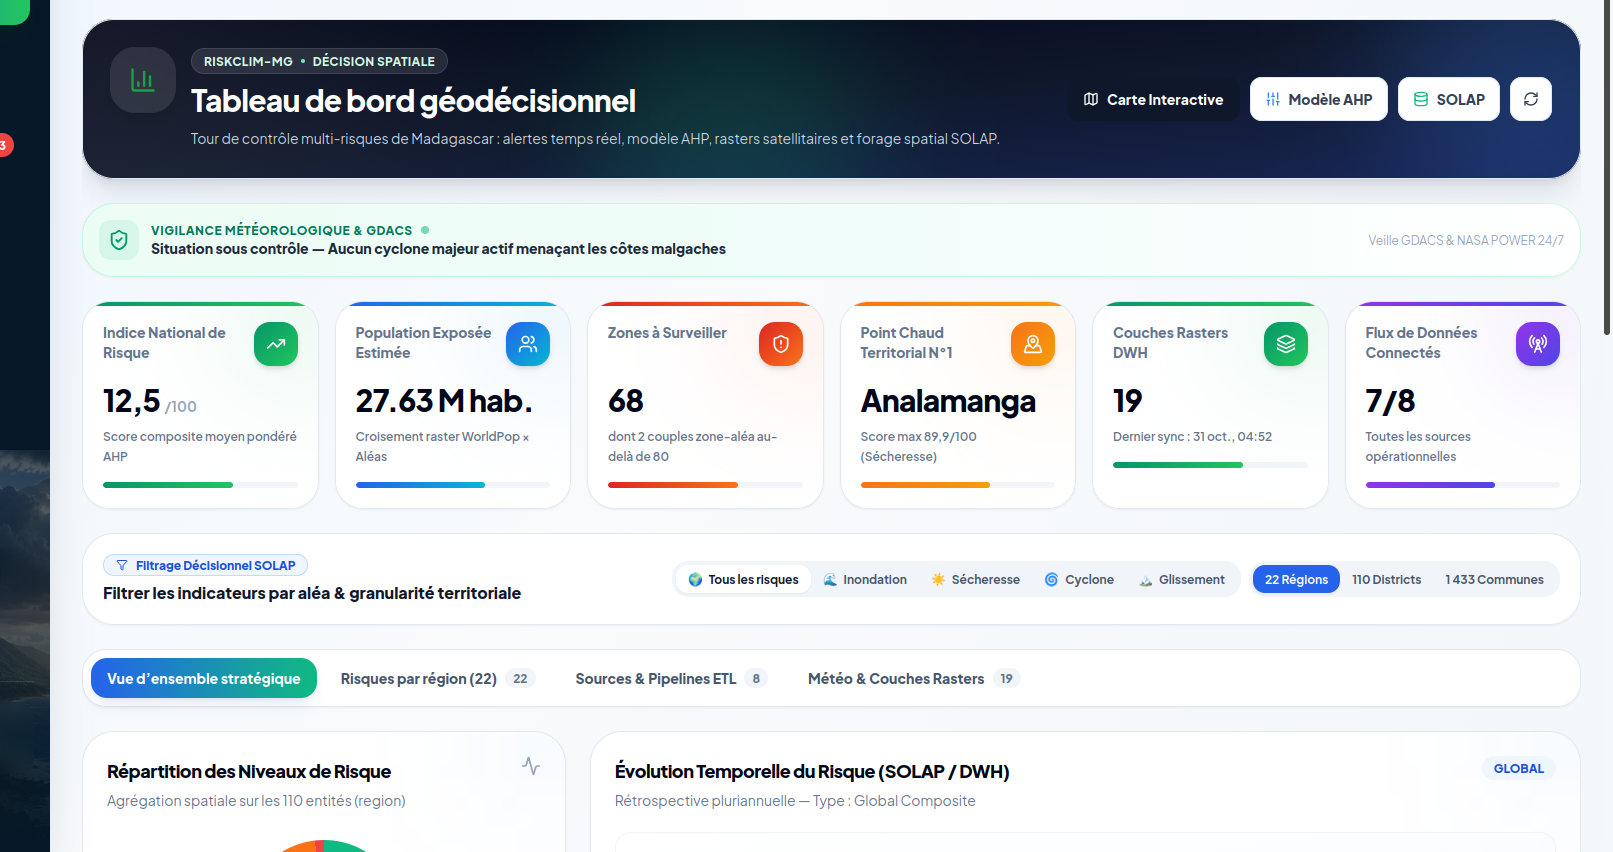 3
RISKCLIM-MG • DÉCISION SPATIALE
Tableau de bord géodécisionnel
Tour de contrôle multi-risques de Madagascar : alertes temps réel, modèle AHP, rasters satellitaires et forage spatial SOLAP.
Carte Interactive
Modèle AHP
SOLAP
VIGILANCE MÉTÉOROLOGIQUE & GDACS
Situation sous contrôle — Aucun cyclone majeur actif menaçant les côtes malgaches
Veille GDACS & NASA POWER 24/7
Indice National de
Risque
12,5 /100
Score composite moyen pondéré
AHP
Population Exposée
Estimée
27.63 M hab.
Croisement raster WorldPop ×
Aléas
Zones à Surveiller
68
dont 2 couples zone-aléa au-
delà de 80
Point Chaud
Territorial N°1
Analamanga
Score max 89,9/100
(Sécheresse)
Couches Rasters
DWH
19
Dernier sync : 31 oct., 04:52
Flux de Données
Connectés
7/8
Toutes les sources
opérationnelles
Filtrage Décisionnel SOLAP
Filtrer les indicateurs par aléa & granularité territoriale
Tous les risques
Inondation
Sécheresse
Cyclone
Glissement
22 Régions
110 Districts
1 433 Communes
Vue d’ensemble stratégique
Risques par région (22) 22
Sources & Pipelines ETL 8
Météo & Couches Rasters 19
Répartition des Niveaux de Risque
Agrégation spatiale sur les 110 entités (region)
Évolution Temporelle du Risque (SOLAP / DWH)
Rétrospective pluriannuelle — Type : Global Composite
GLOBAL